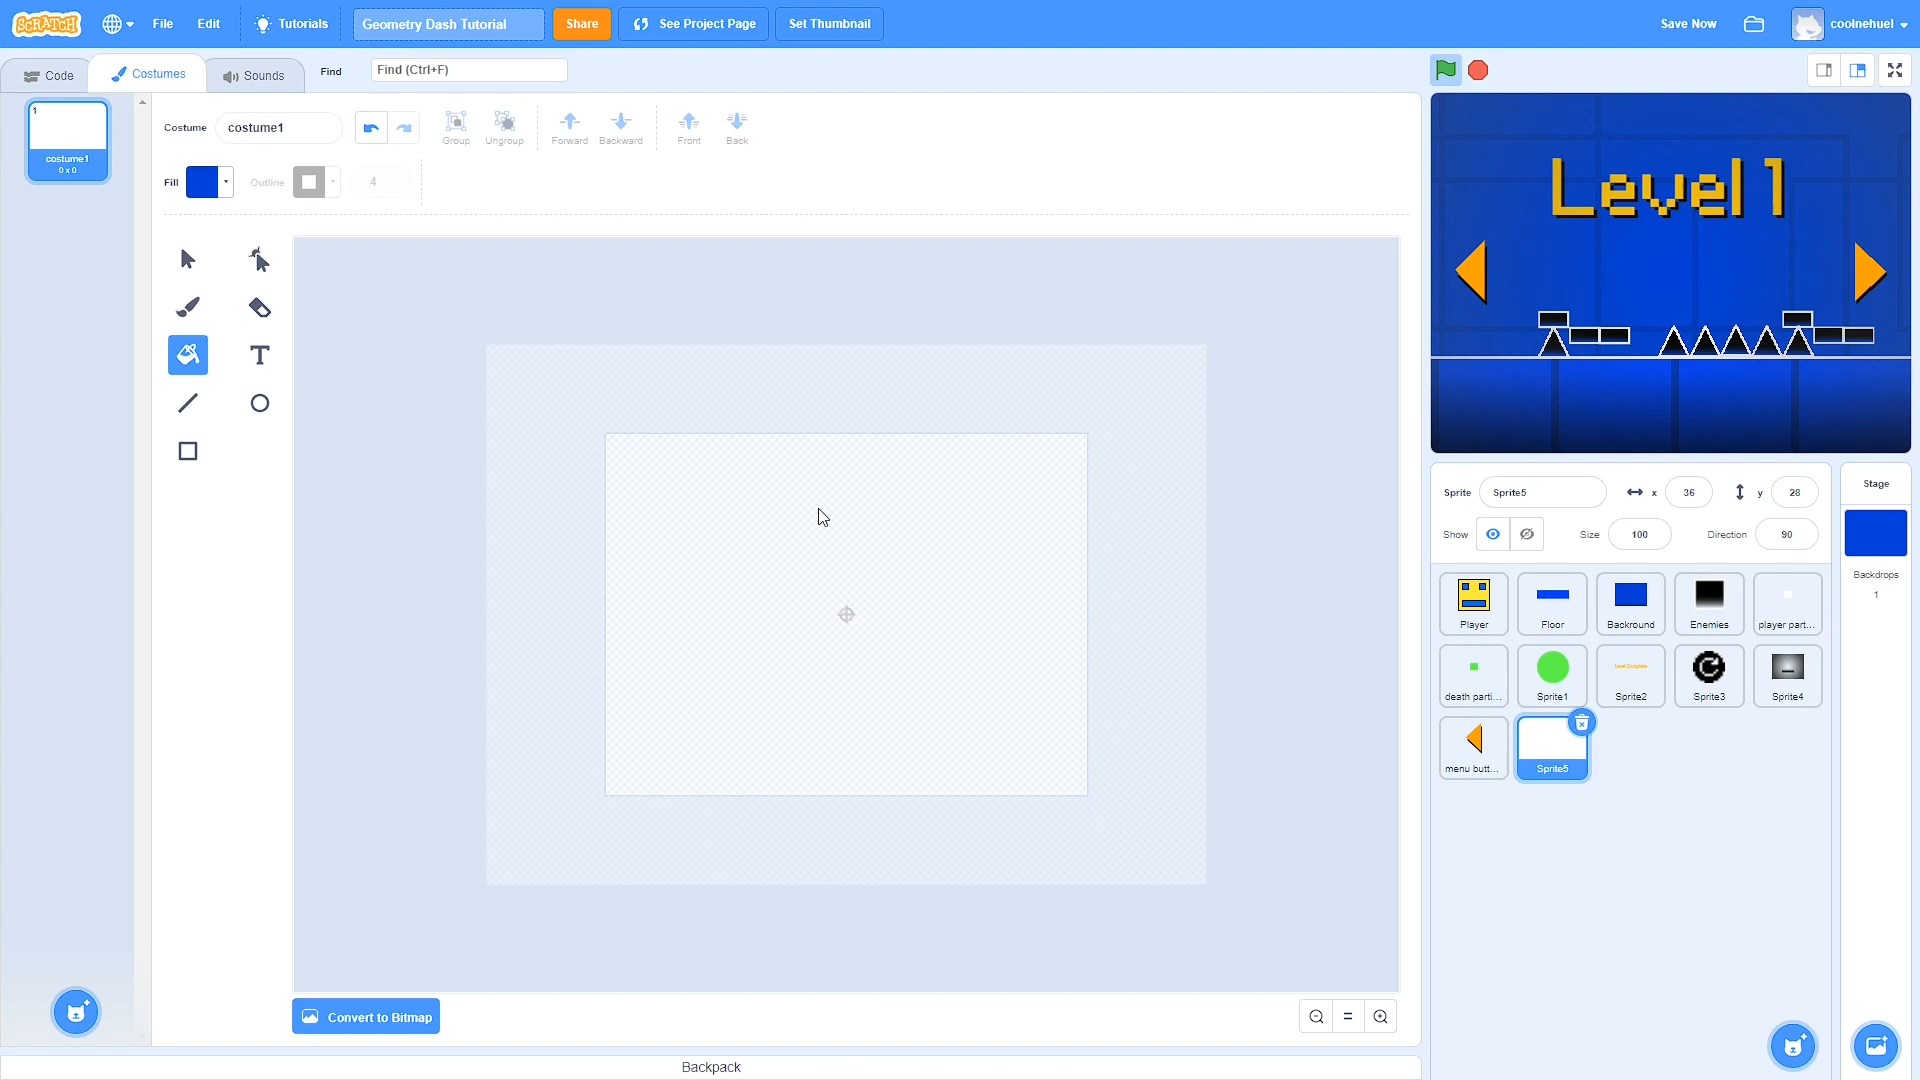 SCRATCH
File
Edit
Tutorials
Geometry Dash Tutorial
Share
See Project Page
Set Thumbnail
Save Now
coolnehuel
Code
Costumes
Sounds
Find
Find (Ctrl+F)
1
costume1
0 x 0
Costume
costume1
Group
Ungroup
Forward
Backward
Front
Back
Fill
Outline
4
Convert to Bitmap
Backpack
Level 1
Sprite
Sprite5
x
36
y
28
Show
Size
100
Direction
90
Player
Floor
Backround
Enemies
player part...
death parti...
Sprite1
Level Complete
Sprite2
Sprite3
Sprite4
menu butt...
Sprite5
Stage
Backdrops
1